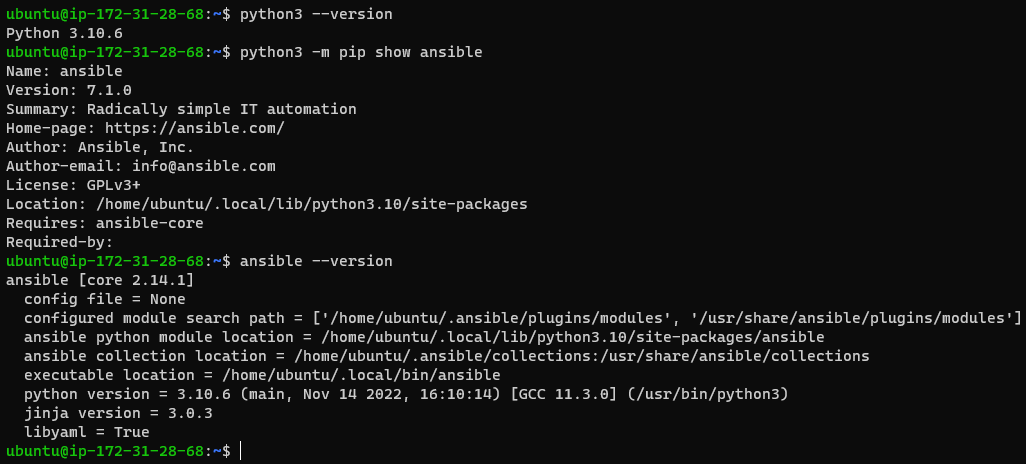 ubuntu@ip-172-31-28-68:~$ python3 --version
Python 3.10.6
ubuntu@ip-172-31-28-68:~$ python3 -m pip show ansible
Name: ansible
Version: 7.1.0
Summary: Radically simple IT automation
Home-page: https://ansible.com/
Author: Ansible, Inc.
Author-email: info@ansible.com
License: GPLv3+
Location: /home/ubuntu/.local/lib/python3.10/site-packages
Requires: ansible-core
Required-by:
ubuntu@ip-172-31-28-68:~$ ansible --version
ansible [core 2.14.1]
  config file = None
  configured module search path = ['/home/ubuntu/.ansible/plugins/modules', '/usr/share/ansible/plugins/modules']
  ansible python module location = /home/ubuntu/.local/lib/python3.10/site-packages/ansible
  ansible collection location = /home/ubuntu/.ansible/collections:/usr/share/ansible/collections
  executable location = /home/ubuntu/.local/bin/ansible
  python version = 3.10.6 (main, Nov 14 2022, 16:10:14) [GCC 11.3.0] (/usr/bin/python3)
  jinja version = 3.0.3
  libyaml = True
ubuntu@ip-172-31-28-68:~$